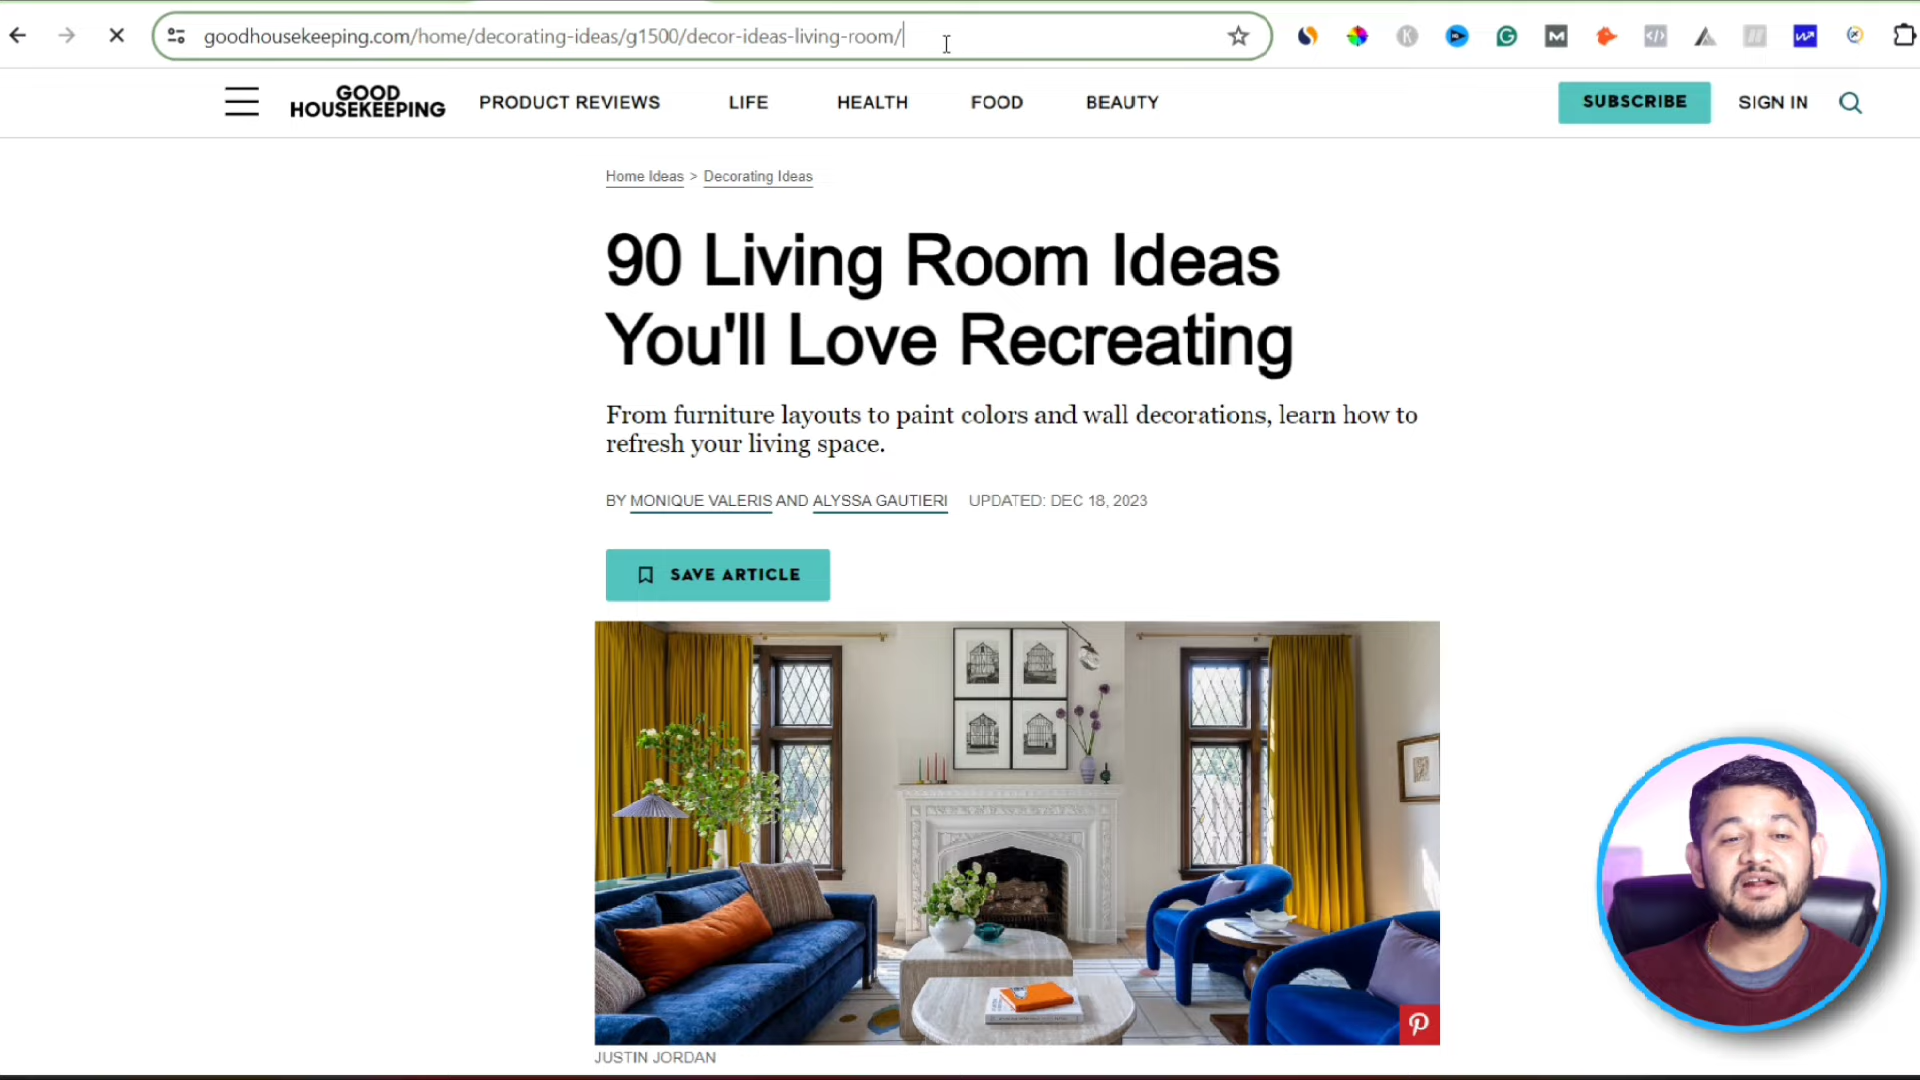 goodhousekeeping.com/home/decorating-ideas/g1500/decor-ideas-living-room/
GOOD
HOUSEKEEPING
PRODUCT REVIEWS
LIFE
HEALTH
FOOD
BEAUTY
SUBSCRIBE
SIGN IN
Home Ideas > Decorating Ideas
90 Living Room Ideas
You'll Love Recreating
From furniture layouts to paint colors and wall decorations, learn how to
refresh your living space.
BY MONIQUE VALERIS AND ALYSSA GAUTIERI UPDATED: DEC 18, 2023
SAVE ARTICLE
JUSTIN JORDAN